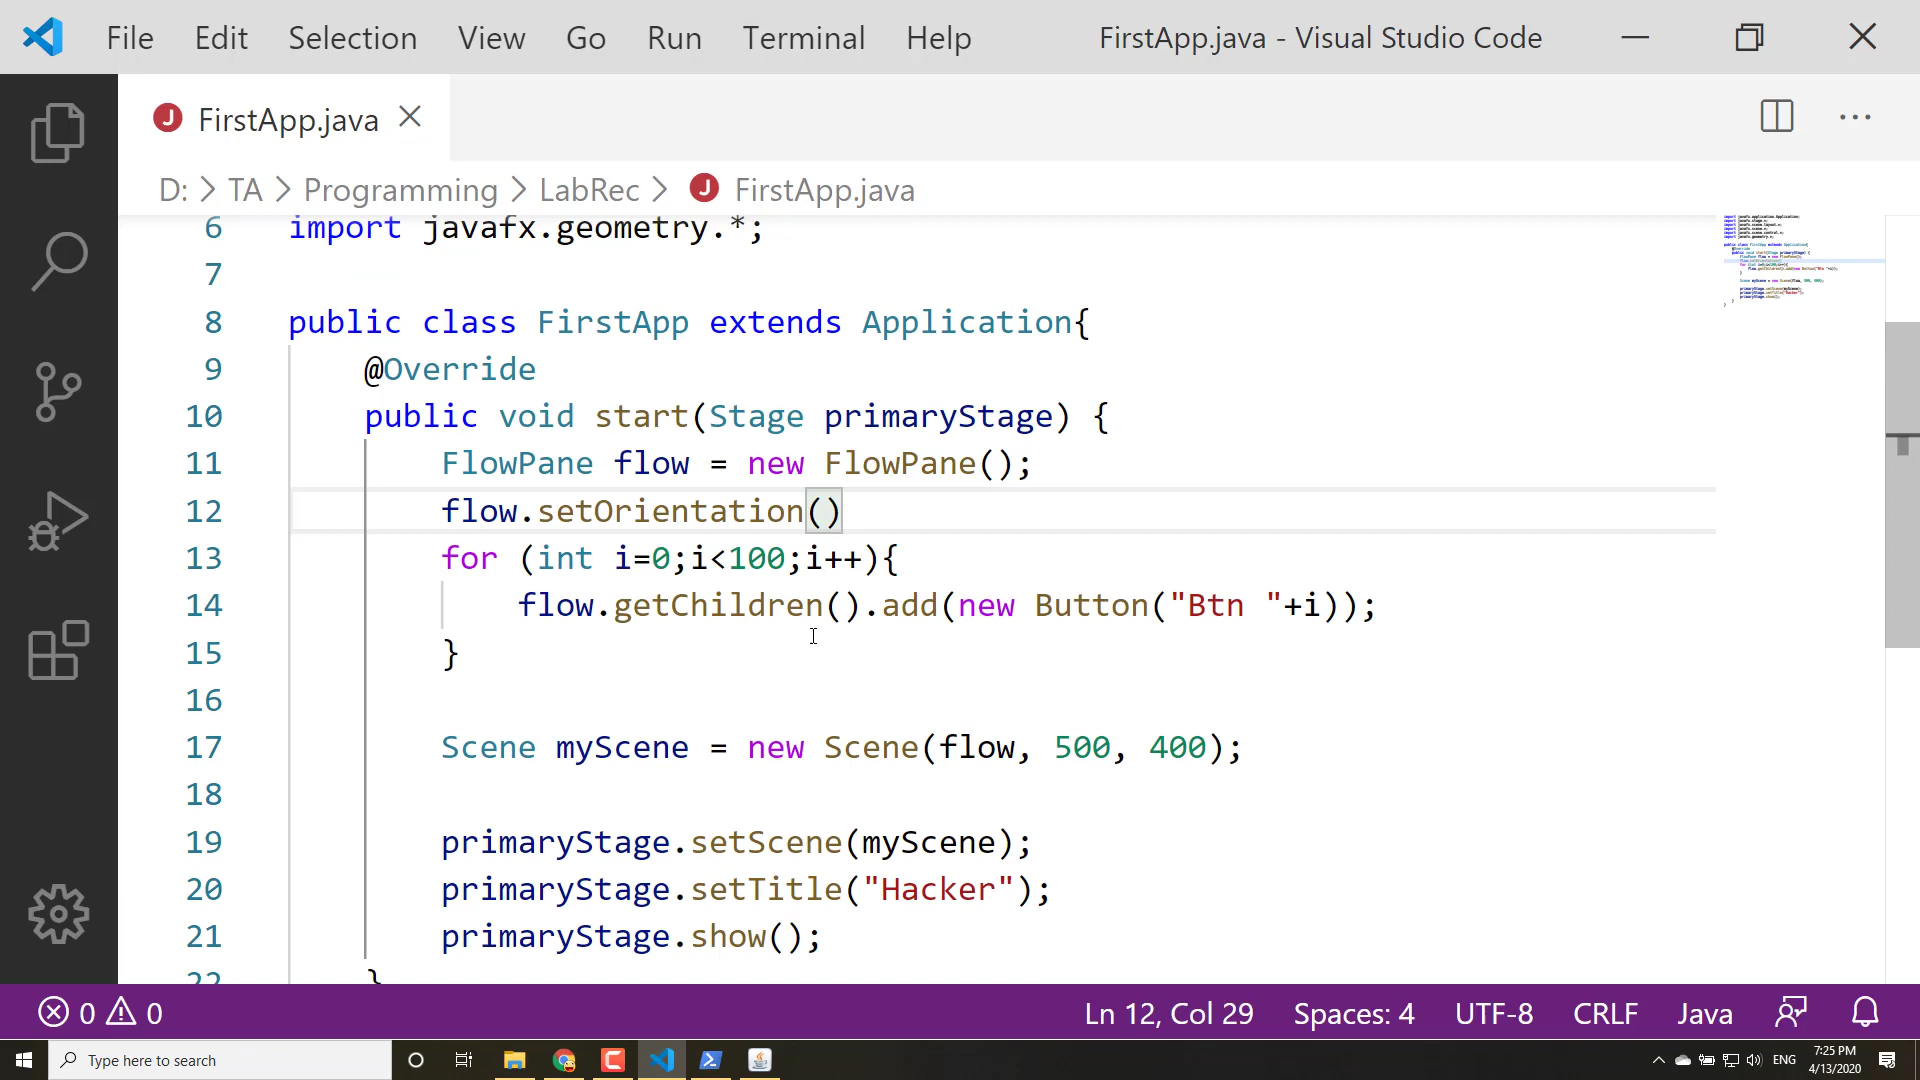 File Edit Selection View Go Run Terminal Help FirstApp.java - Visual Studio Code
J FirstApp.java
D: > TA > Programming > LabRec > J FirstApp.java
6 import javafx.geometry.*;
7
8 public class FirstApp extends Application{
9 @Override
10 public void start(Stage primaryStage) {
11 FlowPane flow = new FlowPane();
12 flow.setOrientation()
13 for (int i=0;i<100;i++){
14 flow.getChildren().add(new Button("Btn "+i));
15 }
16
17 Scene myScene = new Scene(flow, 500, 400);
18
19 primaryStage.setScene(myScene);
20 primaryStage.setTitle("Hacker");
21 primaryStage.show();
22 }
0 0 Ln 12, Col 29 Spaces: 4 UTF-8 CRLF Java
Type here to search ENG 7:25 PM
4/13/2020